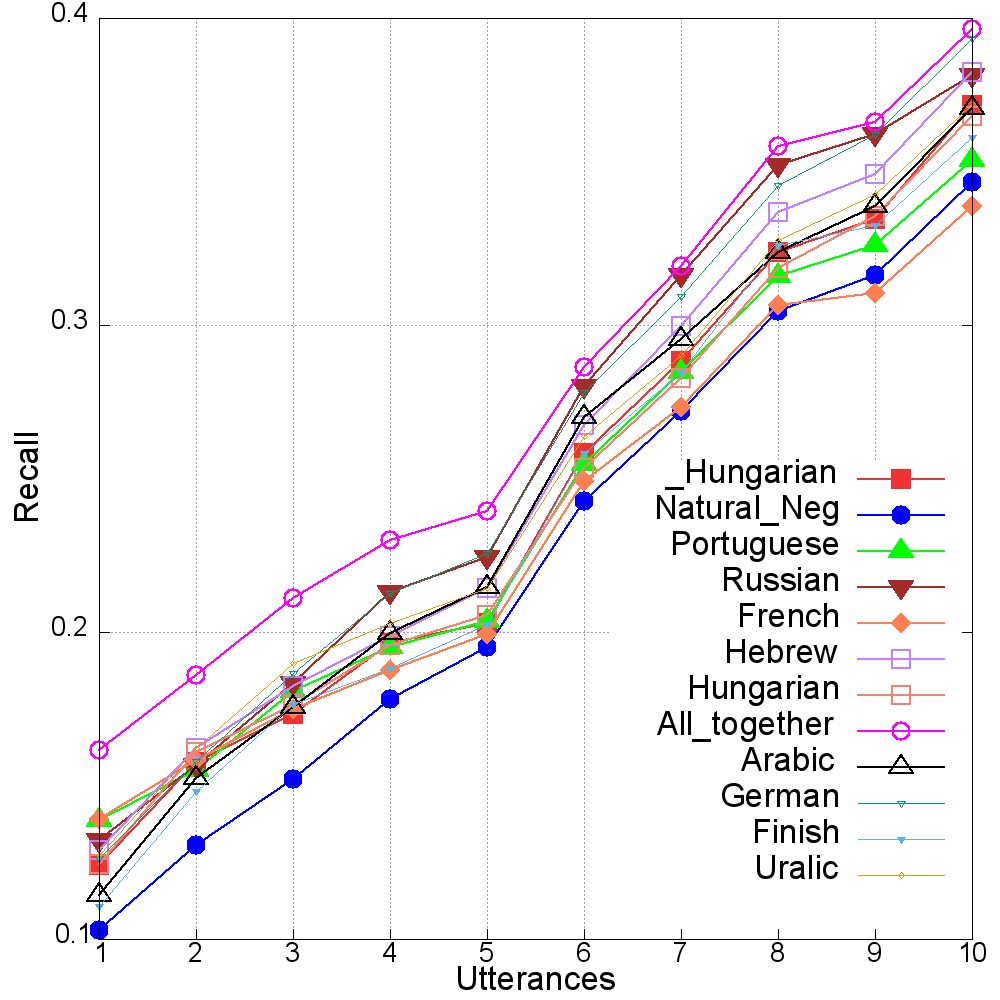 0.4
0.3
0.2
0.1
Recall
_Hungarian
Natural_Neg
Portuguese
Russian
French
Hebrew
Hungarian
All_together
Arabic
German
Finish
Uralic
1 2 3 4 5 6 7 8 9 10
Utterances